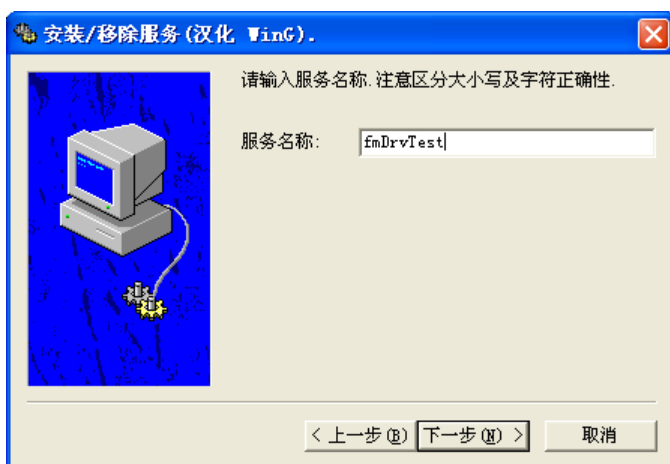 安装/移除服务(汉化 WinG).
请输入服务名称.注意区分大小写及字符正确性.
服务名称: fmDrvTest
< 上一步(B) 下一步(N) > 取消